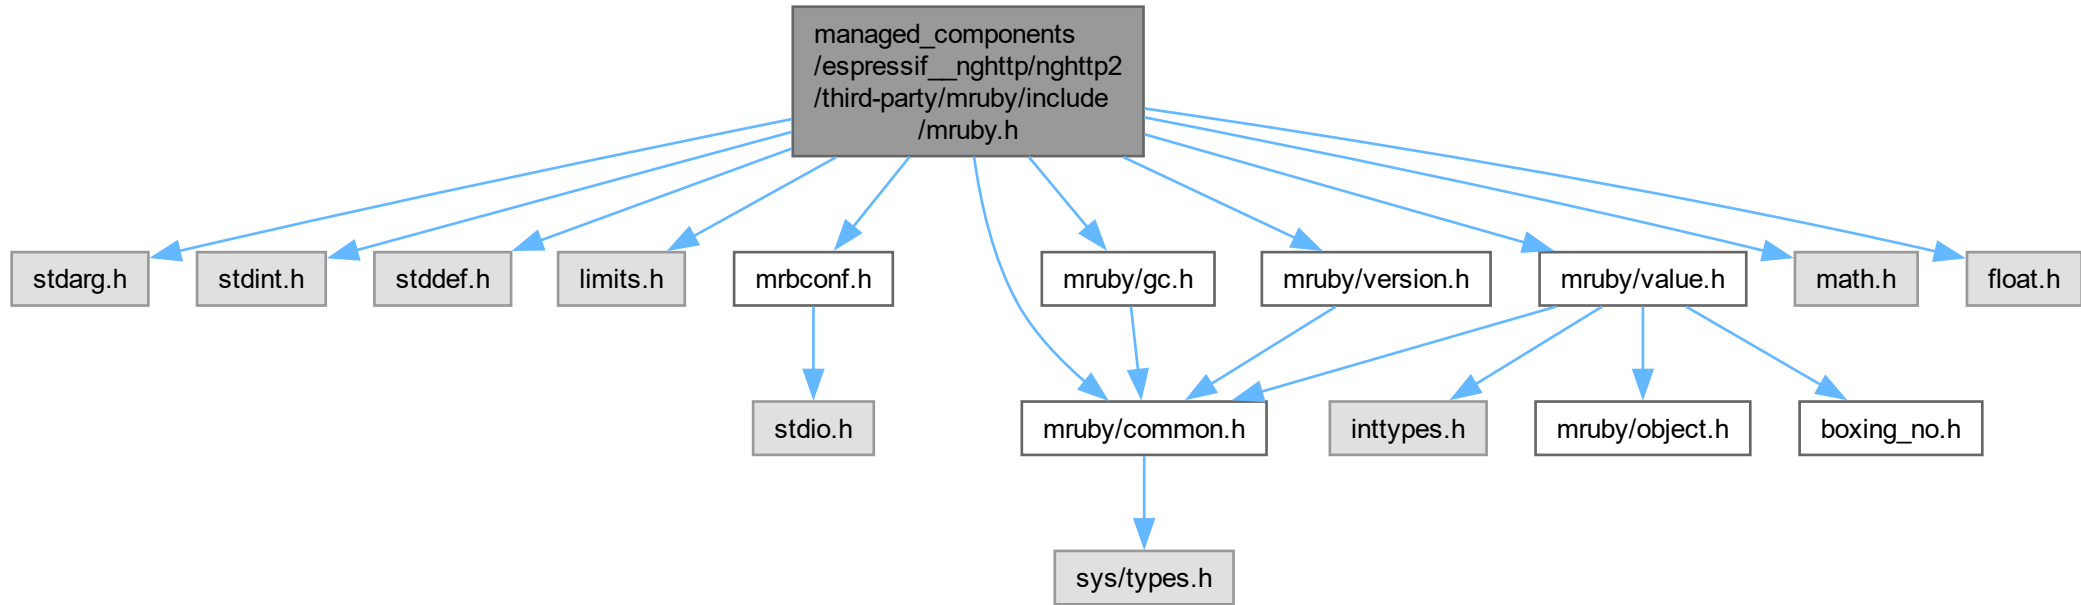 managed_components
/espressif__nghttp/nghttp2
/third-party/mruby/include
/mruby.h
stdarg.h
stdint.h
stddef.h
limits.h
mrbconf.h
mruby/gc.h
mruby/version.h
mruby/value.h
math.h
float.h
stdio.h
mruby/common.h
inttypes.h
mruby/object.h
boxing_no.h
sys/types.h